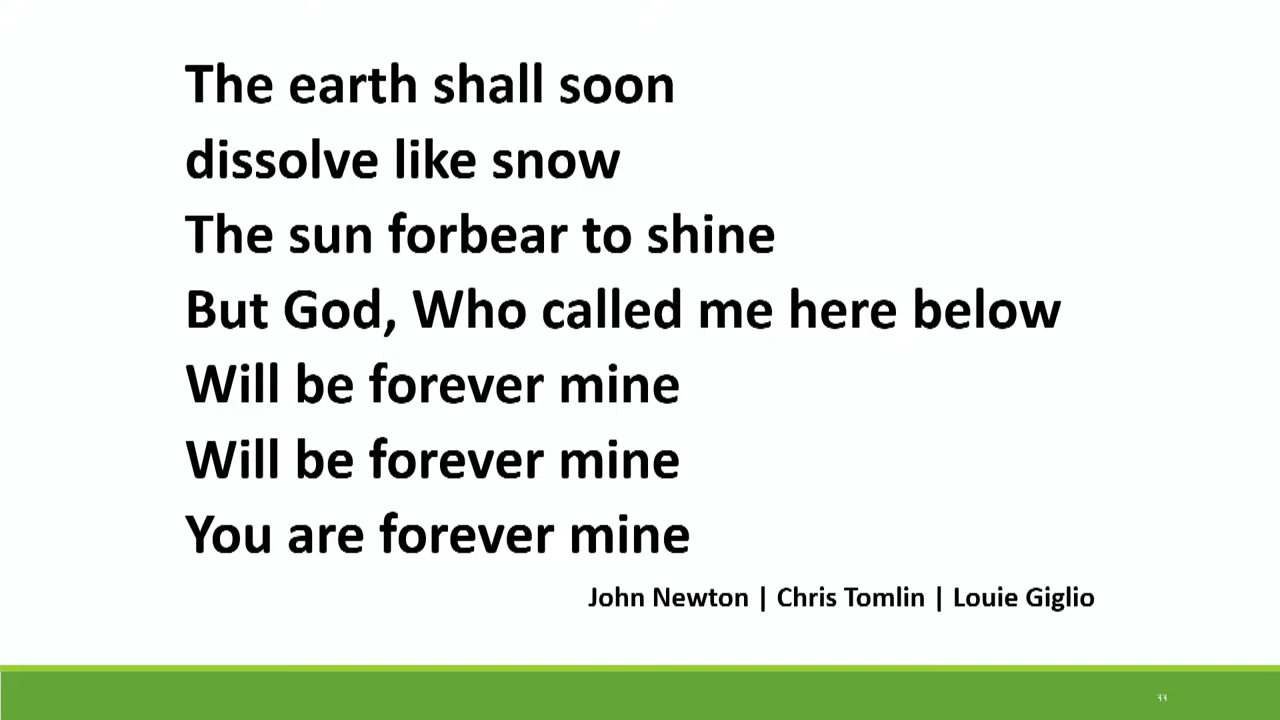 The earth shall soon
dissolve like snow
The sun forbear to shine
But God, Who called me here below
Will be forever mine
Will be forever mine
You are forever mine
John Newton | Chris Tomlin | Louie Giglio